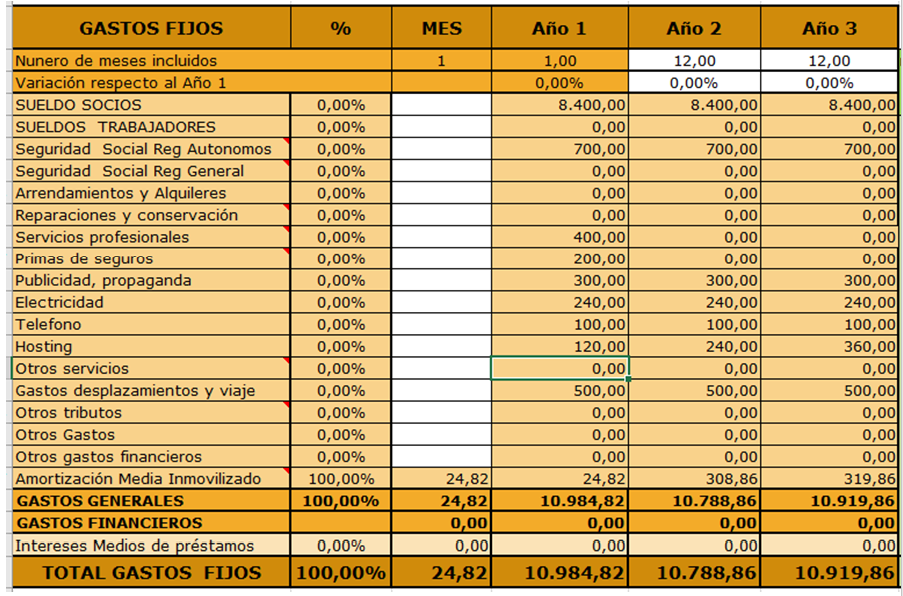 GASTOS FIJOS % MES Año 1 Año 2 Año 3
Nunero de meses incluidos 1 1,00 12,00 12,00
Variación respecto al Año 1 0,00% 0,00% 0,00%
SUELDO SOCIOS 0,00% 8.400,00 8.400,00 8.400,00
SUELDOS TRABAJADORES 0,00% 0,00 0,00 0,00
Seguridad Social Reg Autonomos 0,00% 700,00 700,00 700,00
Seguridad Social Reg General 0,00% 0,00 0,00 0,00
Arrendamientos y Alquileres 0,00% 0,00 0,00 0,00
Reparaciones y conservación 0,00% 0,00 0,00 0,00
Servicios profesionales 0,00% 400,00 0,00 0,00
Primas de seguros 0,00% 200,00 0,00 0,00
Publicidad, propaganda 0,00% 300,00 300,00 300,00
Electricidad 0,00% 240,00 240,00 240,00
Telefono 0,00% 100,00 100,00 100,00
Hosting 0,00% 120,00 240,00 360,00
Otros servicios 0,00% 0,00 0,00 0,00
Gastos desplazamientos y viaje 0,00% 500,00 500,00 500,00
Otros tributos 0,00% 0,00 0,00 0,00
Otros Gastos 0,00% 0,00 0,00 0,00
Otros gastos financieros 0,00% 0,00 0,00 0,00
Amortización Media Inmovilizado 100,00% 24,82 24,82 308,86 319,86
GASTOS GENERALES 100,00% 24,82 10.984,82 10.788,86 10.919,86
GASTOS FINANCIEROS 0,00 0,00 0,00 0,00
Intereses Medios de préstamos 0,00% 0,00 0,00 0,00 0,00
TOTAL GASTOS FIJOS 100,00% 24,82 10.984,82 10.788,86 10.919,86